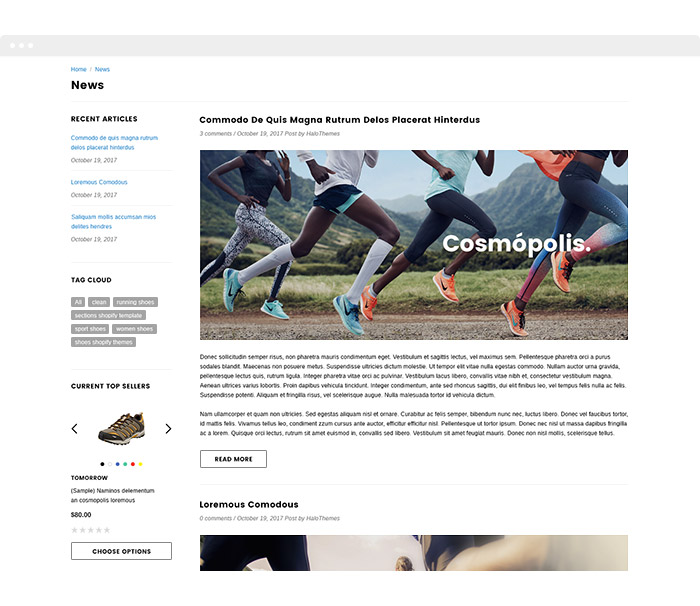 Home / News
News
RECENT ARTICLES
Commodo de quis magna rutrum
delos placerat hinterdus
October 19, 2017
Loremous Comodous
October 19, 2017
Saliquam mollis accumsan mios
delites hendres
October 19, 2017
TAG CLOUD
All clean running shoes
sections shopify template
sport shoes women shoes
shoes shopify themes
CURRENT TOP SELLERS
TOMORROW
(Sample) Naminos delementum
an cosmopolis loremous
$80.00
CHOOSE OPTIONS
Commodo De Quis Magna Rutrum Delos Placerat Hinterdus
3 comments / October 19, 2017 Post by HaloThemes
Cosmópolis.
Donec sollicitudin semper risus, non pharetra mauris condimentum eget. Vestibulum et sagittis lectus, vel maximus sem. Pellentesque pharetra orci a purus
sodales blandit. Maecenas non posuere metus. Suspendisse ultricies dictum molestie. Ut tempor elit vitae nulla egestas commodo. Nullam auctor urna gravida,
pellentesque lectus quis, rutrum ligula. Integer pharetra vitae orci ac pulvinar. Vestibulum lacus libero, convallis vitae nibh et, consectetur vestibulum magna.
Aenean ultrices varius lobortis. Proin dapibus vehicula tincidunt. Integer condimentum, ante sed rhoncus sagittis, dui elit finibus leo, vel tempus felis nulla ac felis.
Suspendisse potenti. Aliquam et fringilla risus, vel scelerisque augue. Nulla malesuada tortor id vehicula dictum.
Nam ullamcorper et quam non ultricies. Sed egestas aliquam nisl et ornare. Curabitur ac felis semper, bibendum nunc nec, luctus libero. Donec vel faucibus tortor,
id mattis felis. Vivamus tellus leo, condiment zzum cursus ante auctor, efficitur efficitur nisl. Pellentesque ut tortor ipsum. Donec nec nisl ut massa dapibus fringilla
ac a lorem. Quisque orci lectus, rutrum sit amet euismod in, convallis sed libero. Vestibulum sit amet feugiat mauris. Donec non nisl mollis, scelerisque tellus.
READ MORE
Loremous Comodous
0 comments / October 19, 2017 Post by HaloThemes